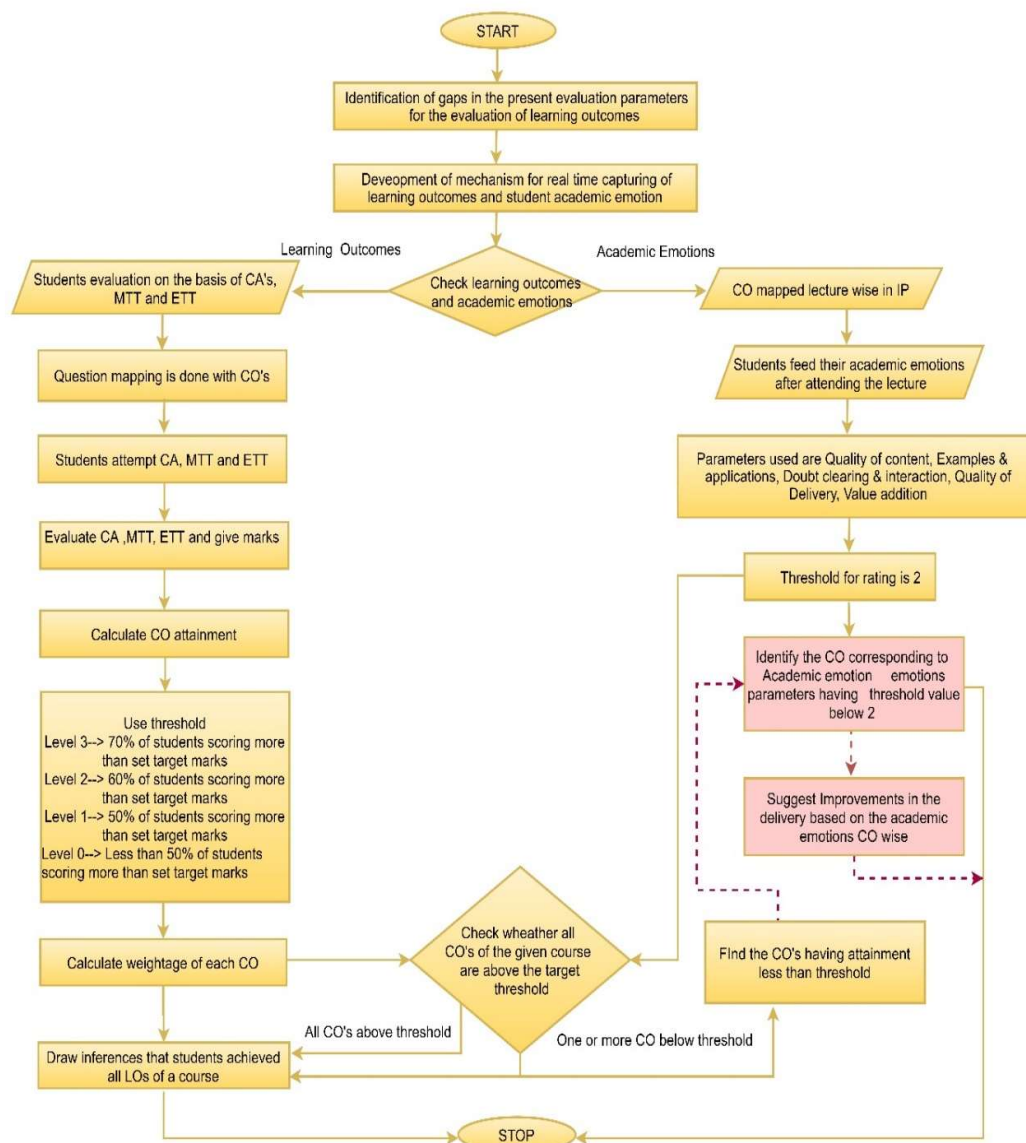 START
Identification of gaps in the present evaluation parameters
for the evaluation of learning outcomes
Deveopment of mechanism for real time capturing of
learning outcomes and student academic emotion
Learning Outcomes
Academic Emotions
Check learning outcomes
and academic emotions
Students evaluation on the basis of CA's,
MTT and ETT
Question mapping is done with CO's
Students attempt CA, MTT and ETT
Evaluate CA ,MTT, ETT and give marks
Calculate CO attainment
Use threshold
Level 3--> 70% of students scoring more
than set target marks
Level 2--> 60% of students scoring more
than set target marks
Level 1--> 50% of students scoring more
than set target marks
Level 0--> Less than 50% of students
scoring more than set target marks
Calculate weightage of each CO
Draw inferences that students achieved
all LOs of a course
CO mapped lecture wise in IP
Students feed their academic emotions
after attending the lecture
Parameters used are Quality of content, Examples &
applications, Doubt clearing & interaction, Quality of
Delivery, Value addition
Threshold for rating is 2
Identify the CO corresponding to
Academic emotion emotions
parameters having threshold value
below 2
Suggest Improvements in the
delivery based on the academic
emotions CO wise
Check wheather all
CO's of the given course
are above the target
threshold
FInd the CO's having attainment
less than threshold
All CO's above threshold
One or more CO below threshold
STOP